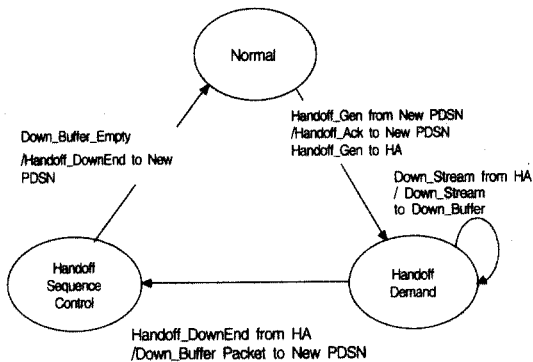 Normal
Handoff_Gen from New PDSN
/Handoff_Ack to New PDSN
Handoff_Gen to HA
Down_Buffer_Empty
/Handoff_DownEnd to New
PDSN
Down_Stream from HA
/ Down_Stream
to Down_Buffer
Handoff
Sequence
Control
Handoff
Demand
Handoff_DownEnd from HA
/Down_Buffer Packet to New PDSN